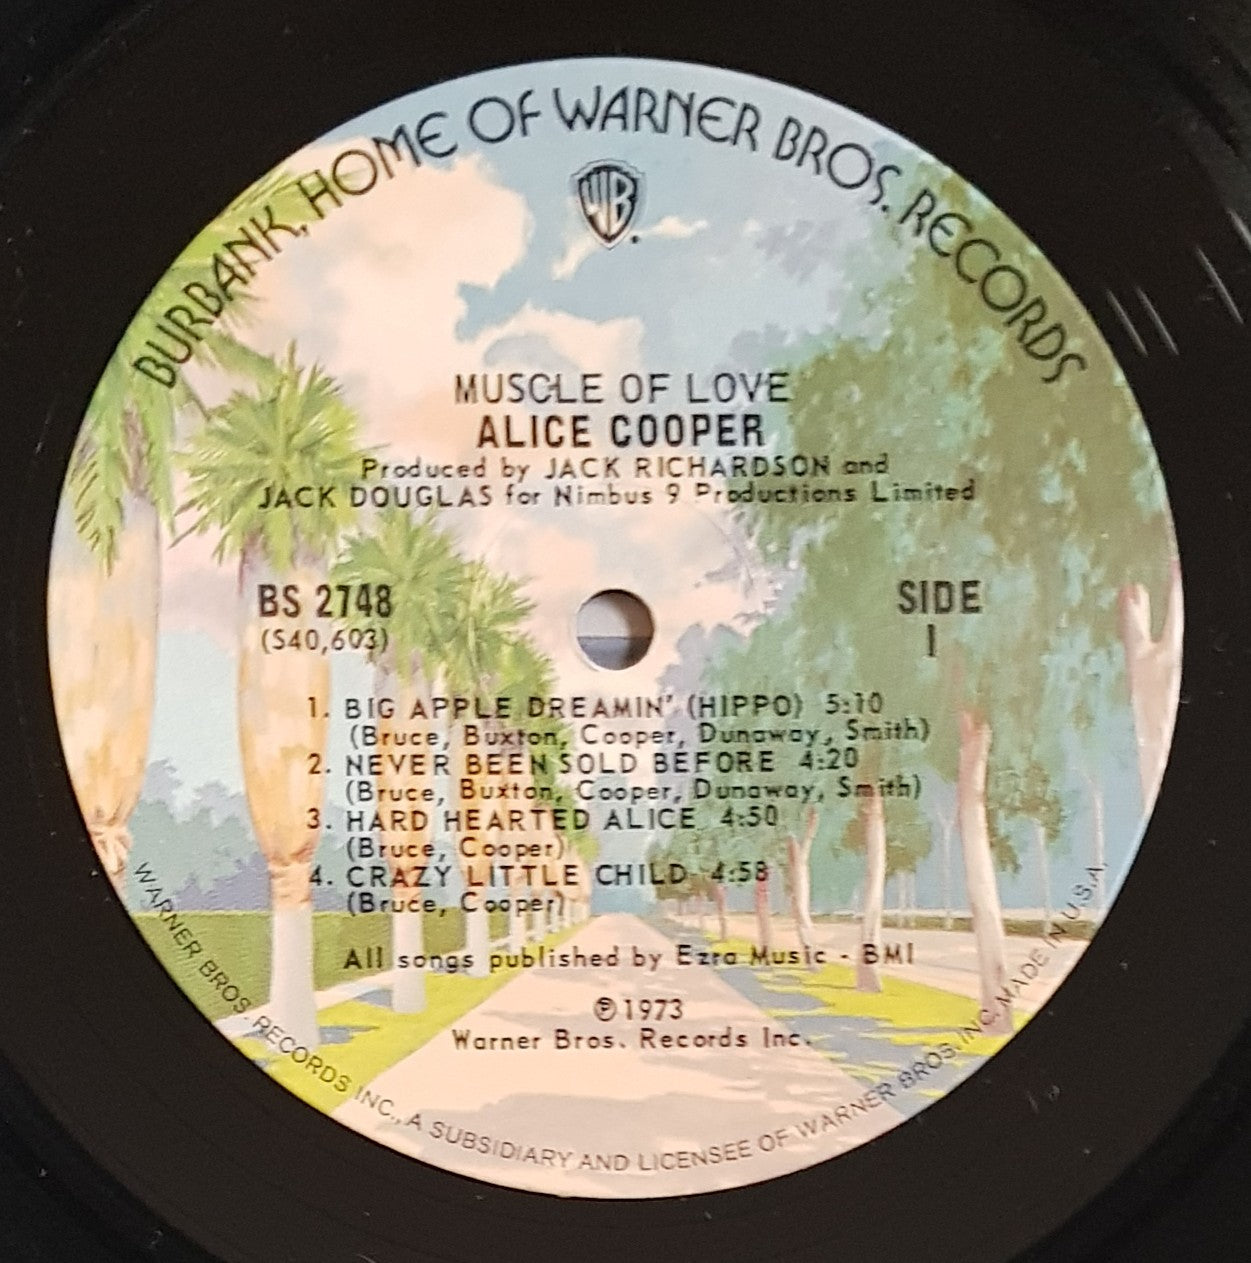 BURBANK, HOME OF WARNER BROS. RECORDS
WB
MUSCLE OF LOVE
ALICE COOPER
Produced by JACK RICHARDSON and
JACK DOUGLAS for Nimbus 9 Productions Limited
BS 2748
(S40,603)
SIDE
1
1. BIG APPLE DREAMIN' (HIPPO) 5:10
(Bruce, Buxton, Cooper, Dunaway, Smith)
2. NEVER BEEN SOLD BEFORE 4:20
(Bruce, Buxton, Cooper, Dunaway, Smith)
3. HARD HEARTED ALICE 4:50
(Bruce, Cooper)
4. CRAZY LITTLE CHILD 4:58
(Bruce, Cooper)
All songs published by Ezra Music - BMI
℗1973
Warner Bros. Records Inc.
WARNER BROS. RECORDS INC., A SUBSIDIARY AND LICENSEE OF WARNER BROS. INC. MADE IN U.S.A.